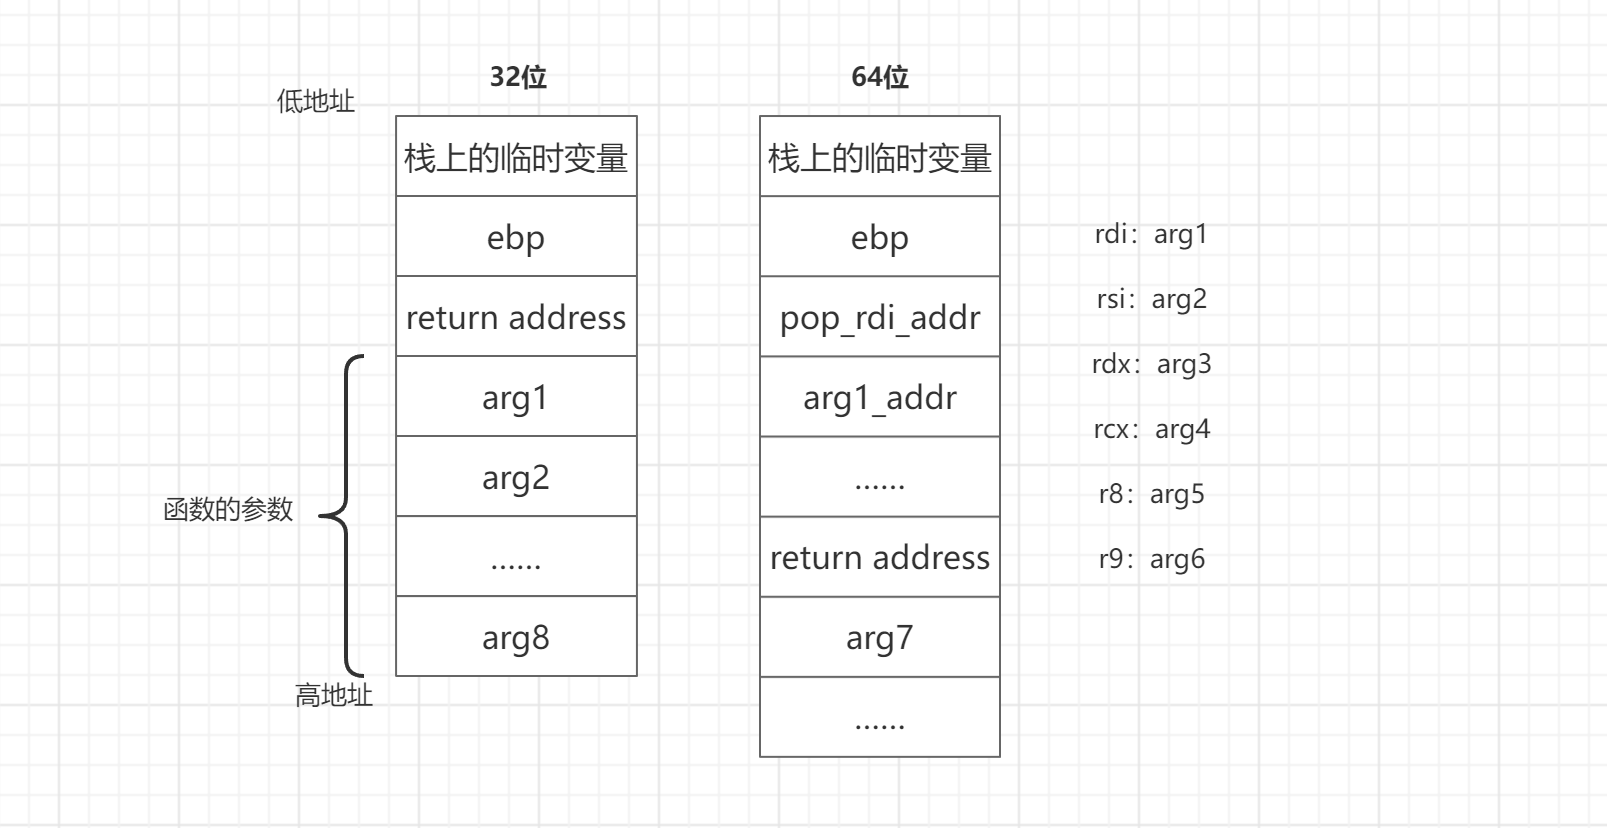 32位
64位
低地址
栈上的临时变量
ebp
return address
arg1
arg2
......
arg8
函数的参数
高地址
栈上的临时变量
ebp
pop_rdi_addr
arg1_addr
......
return address
arg7
......
rdi：arg1
rsi：arg2
rdx：arg3
rcx：arg4
r8：arg5
r9：arg6